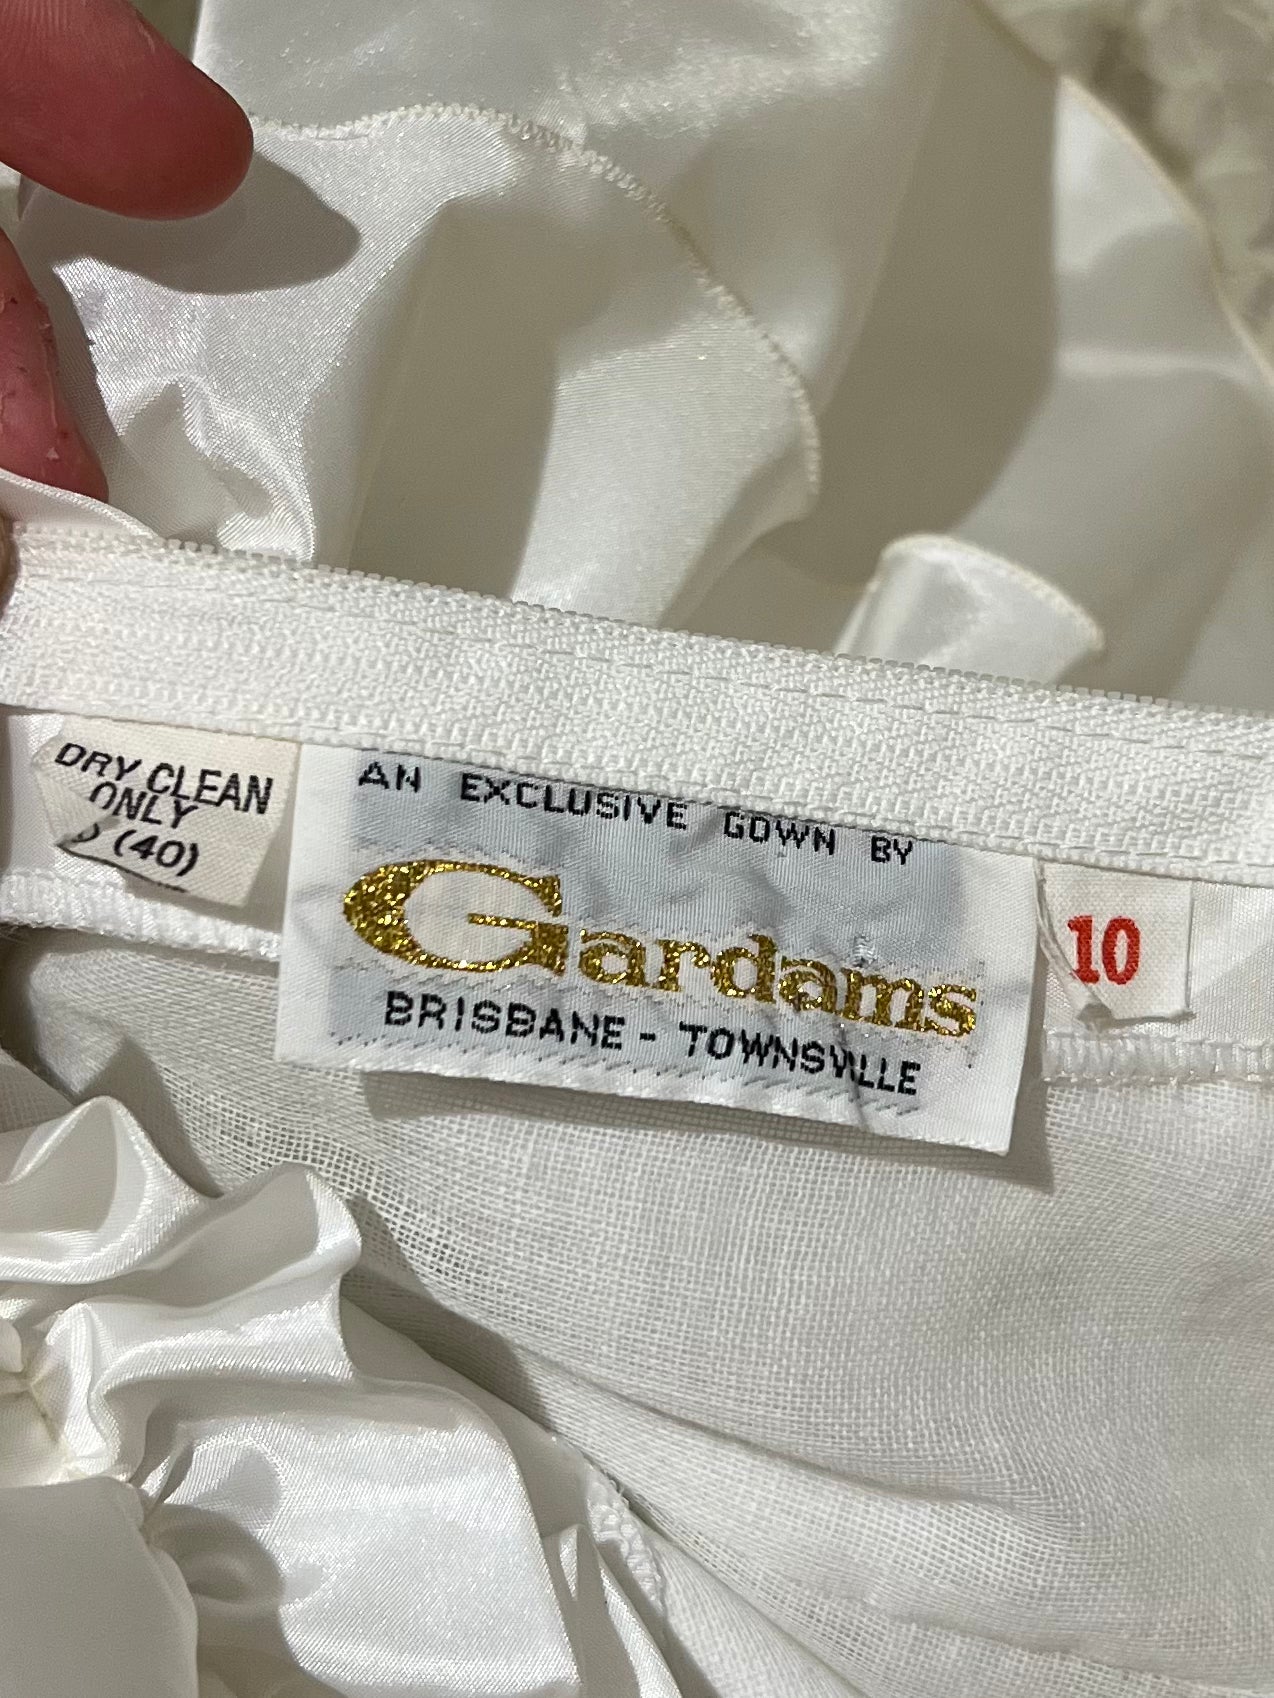 DRY CLEAN
ONLY
(40)
AN EXCLUSIVE GOWN BY
Gardams
BRISBANE - TOWNSVILLE
10